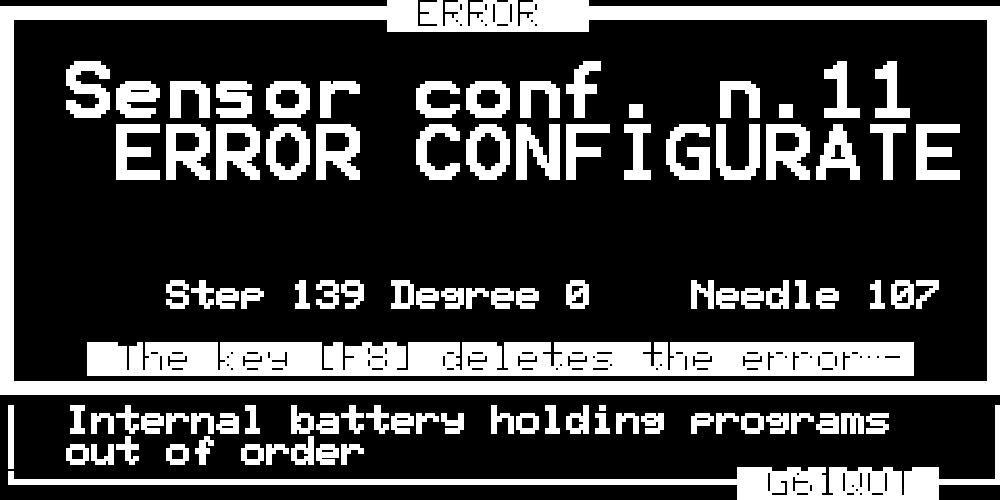 ERROR
Sensor conf. n.11
ERROR CONFIGURATE
Step 139 Degree 0 Needle 107
The key [F8] deletes the error
Internal battery holding programs
out of order
G61QUT